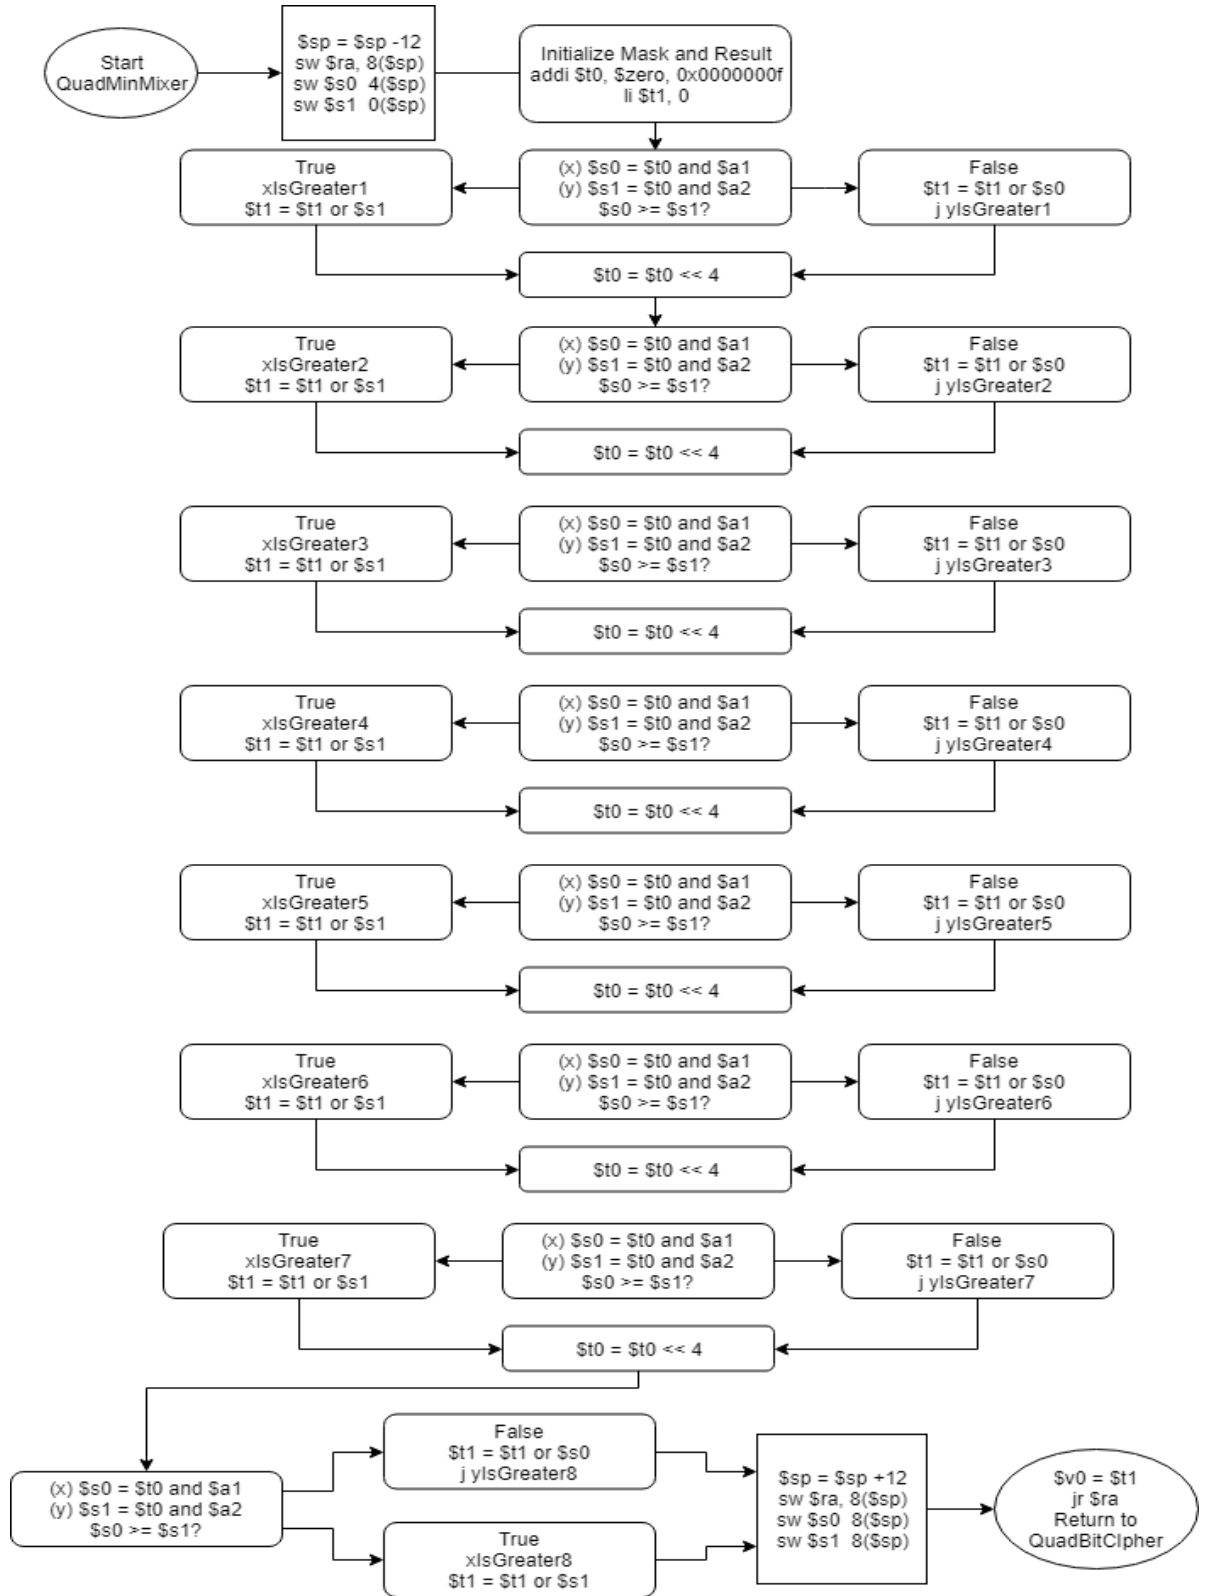 Start
QuadMinMixer
$sp = $sp -12
sw $ra, 8($sp)
sw $s0  4($sp)
sw $s1  0($sp)
Initialize Mask and Result
addi $t0, $zero, 0x0000000f
li $t1, 0
True
xIsGreater1
$t1 = $t1 or $s1
(x) $s0 = $t0 and $a1
(y) $s1 = $t0 and $a2
$s0 >= $s1?
False
$t1 = $t1 or $s0
j yIsGreater1
$t0 = $t0 << 4
True
xIsGreater2
$t1 = $t1 or $s1
(x) $s0 = $t0 and $a1
(y) $s1 = $t0 and $a2
$s0 >= $s1?
False
$t1 = $t1 or $s0
j yIsGreater2
$t0 = $t0 << 4
True
xIsGreater3
$t1 = $t1 or $s1
(x) $s0 = $t0 and $a1
(y) $s1 = $t0 and $a2
$s0 >= $s1?
False
$t1 = $t1 or $s0
j yIsGreater3
$t0 = $t0 << 4
True
xIsGreater4
$t1 = $t1 or $s1
(x) $s0 = $t0 and $a1
(y) $s1 = $t0 and $a2
$s0 >= $s1?
False
$t1 = $t1 or $s0
j yIsGreater4
$t0 = $t0 << 4
True
xIsGreater5
$t1 = $t1 or $s1
(x) $s0 = $t0 and $a1
(y) $s1 = $t0 and $a2
$s0 >= $s1?
False
$t1 = $t1 or $s0
j yIsGreater5
$t0 = $t0 << 4
True
xIsGreater6
$t1 = $t1 or $s1
(x) $s0 = $t0 and $a1
(y) $s1 = $t0 and $a2
$s0 >= $s1?
False
$t1 = $t1 or $s0
j yIsGreater6
$t0 = $t0 << 4
True
xIsGreater7
$t1 = $t1 or $s1
(x) $s0 = $t0 and $a1
(y) $s1 = $t0 and $a2
$s0 >= $s1?
False
$t1 = $t1 or $s0
j yIsGreater7
$t0 = $t0 << 4
(x) $s0 = $t0 and $a1
(y) $s1 = $t0 and $a2
$s0 >= $s1?
False
$t1 = $t1 or $s0
j yIsGreater8
True
xIsGreater8
$t1 = $t1 or $s1
$sp = $sp +12
sw $ra, 8($sp)
sw $s0  8($sp)
sw $s1  8($sp)
$v0 = $t1
jr $ra
Return to
QuadBitCIpher